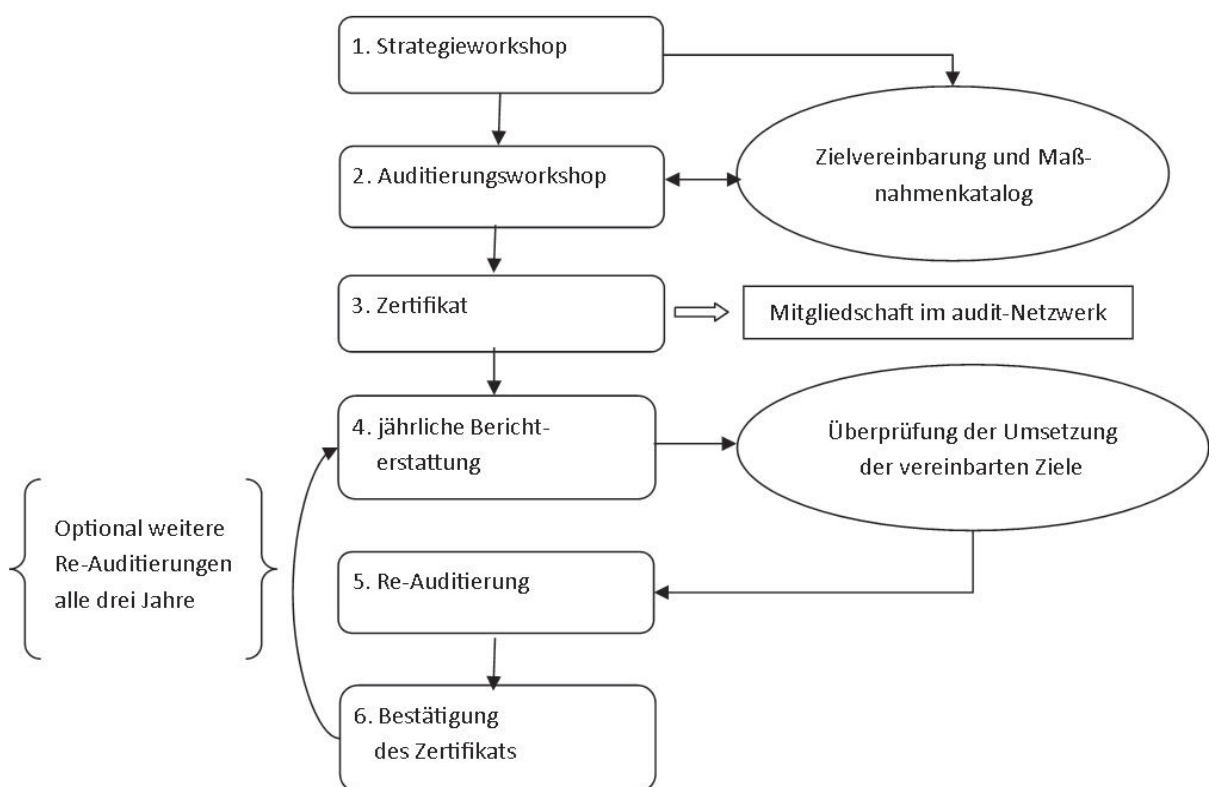 1. Strategieworkshop
Zielvereinbarung und Maß-
nahmenkatalog
2. Auditierungsworkshop
3. Zertifikat
Mitgliedschaft im audit-Netzwerk
4. jährliche Bericht-
erstattung
Überprüfung der Umsetzung
der vereinbarten Ziele
Optional weitere
Re-Auditierungen
alle drei Jahre
5. Re-Auditierung
6. Bestätigung
des Zertifikats